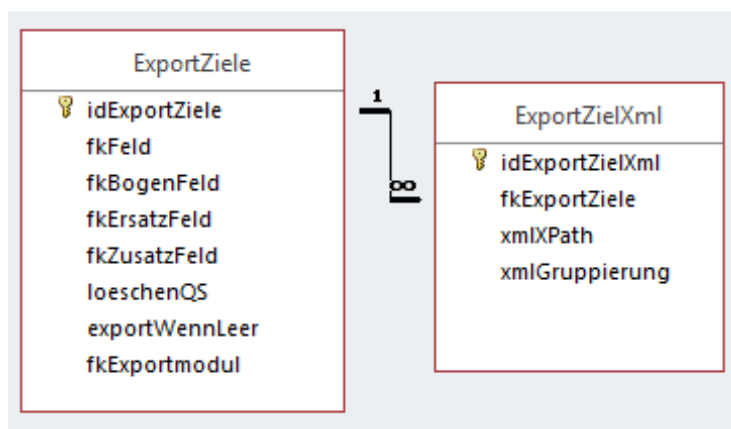 ExportZiele
idExportZiele
fkFeld
fkBogenFeld
fkErsatzFeld
fkZusatzFeld
loeschenQS
exportWennLeer
fkExportmodul
1
∞
ExportZielXml
idExportZielXml
fkExportZiele
xmlXPath
xmlGruppierung